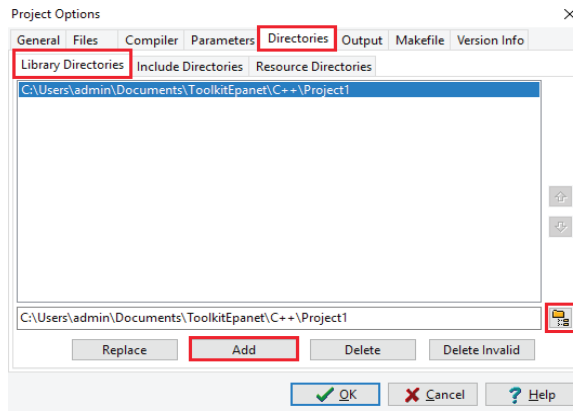 Project Options
General Files Compiler Parameters Directories Output Makefile Version Info
Library Directories Include Directories Resource Directories
C:\Users\admin\Documents\ToolkitEpanet\C++\Project1
C:\Users\admin\Documents\ToolkitEpanet\C++\Project1
Replace Add Delete Delete Invalid
OK Cancel Help